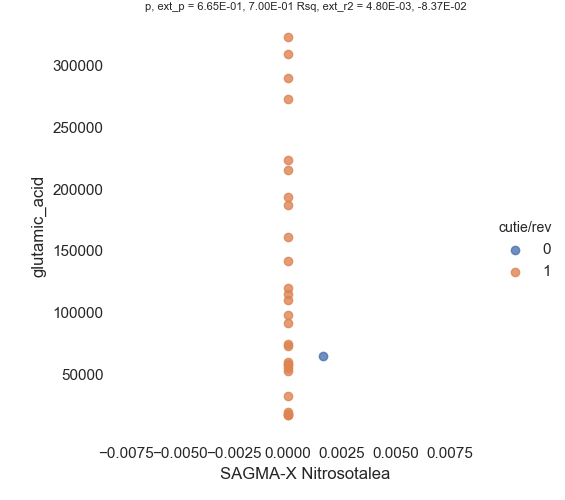 p, ext_p = 6.65E-01, 7.00E-01 Rsq, ext_r2 = 4.80E-03, -8.37E-02
glutamic_acid
300000
250000
200000
150000
100000
50000
−0.0075−0.0050−0.0025 0.0000 0.0025 0.0050 0.0075
SAGMA-X Nitrosotalea
cutie/rev
0
1